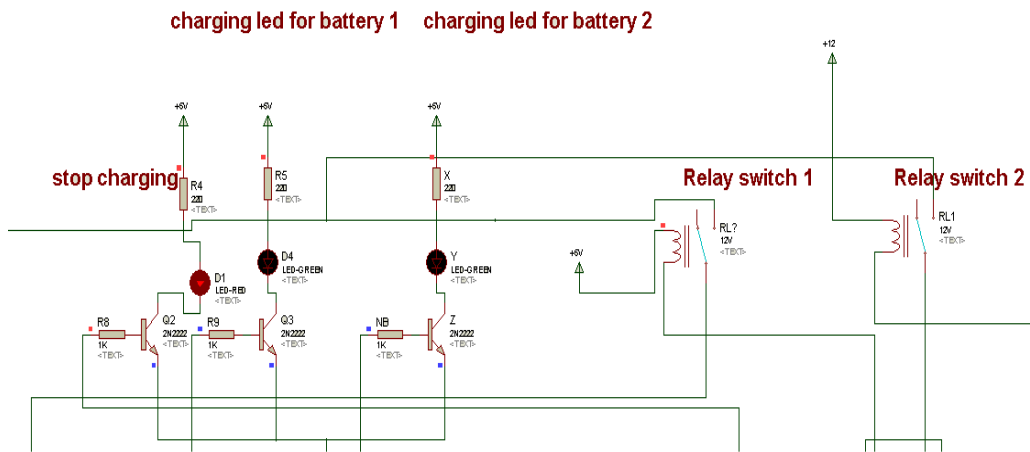 charging led for battery 1 charging led for battery 2
+12
+5V +5V +5V
stop charging
R4
220
<TEXT>
R5
220
<TEXT>
X
220
<TEXT>
Relay switch 1
Relay switch 2
RL?
12V
<TEXT>
RL1
12V
<TEXT>
D1
LED-RED
<TEXT>
D4
LED-GREEN
<TEXT>
Y
LED-GREEN
<TEXT>
+5V
R8
1K
<TEXT>
Q2
2N2222
<TEXT>
R9
1K
<TEXT>
Q3
2N2222
<TEXT>
NB
1K
<TEXT>
Z
2N2222
<TEXT>